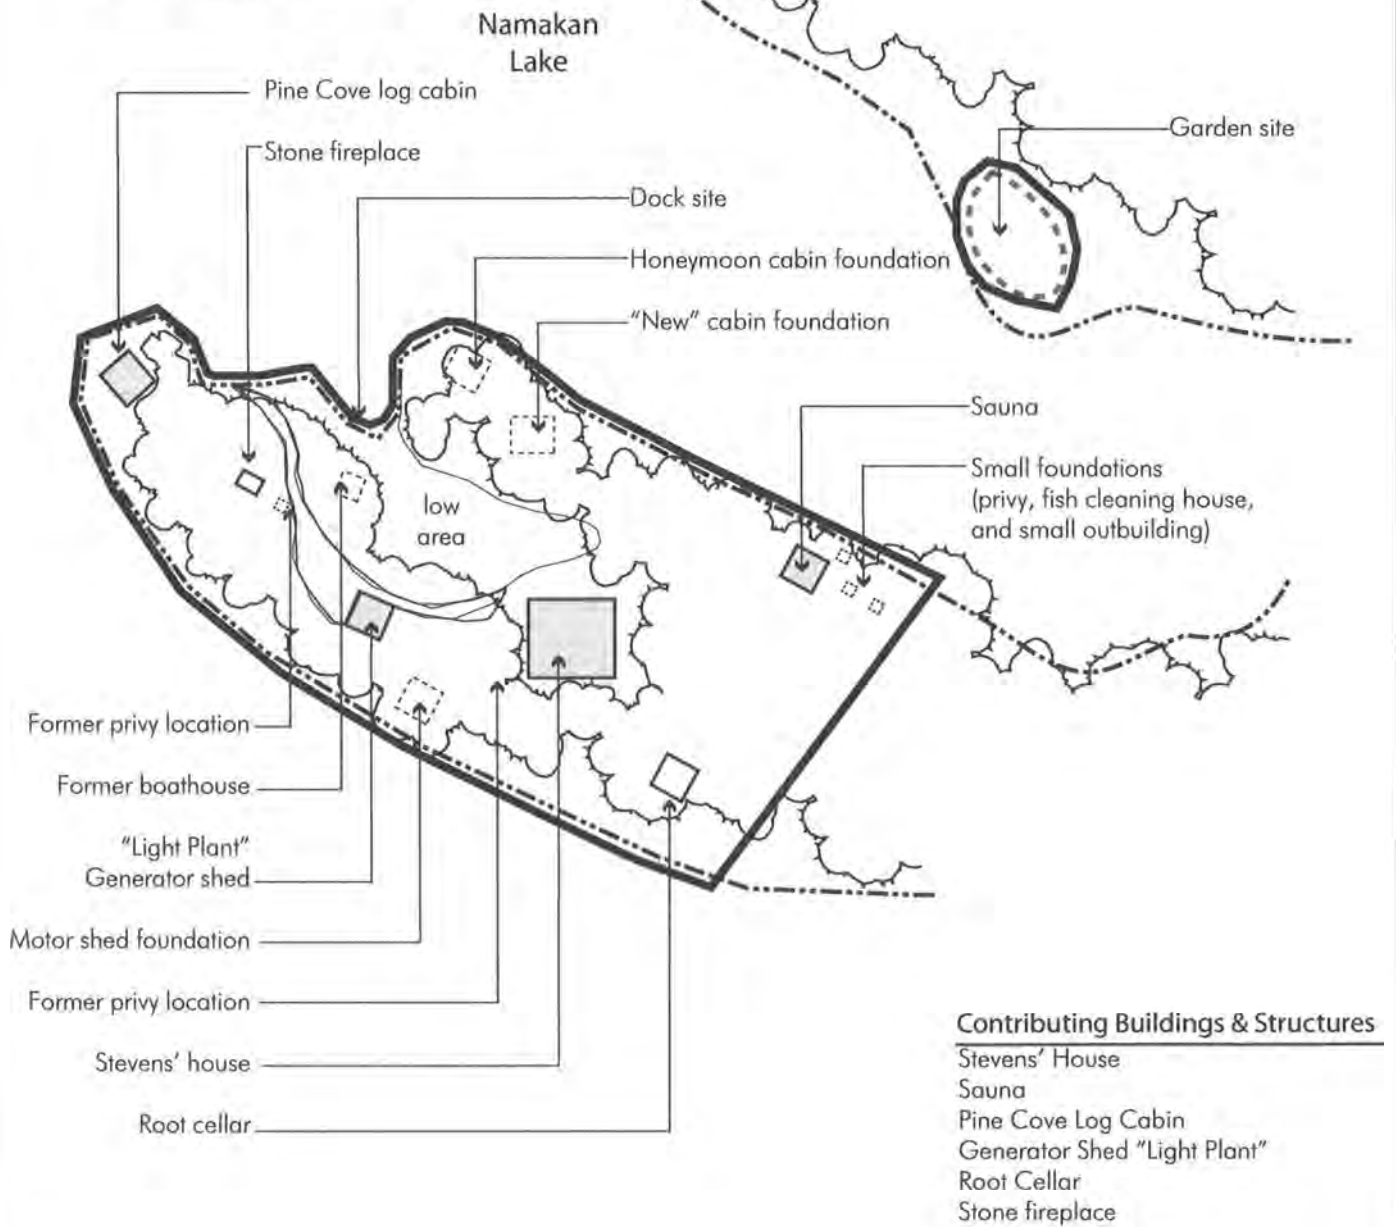 Namakan
Lake
Pine Cove log cabin
Stone fireplace
Dock site
Honeymoon cabin foundation
"New" cabin foundation
Garden site
Sauna
Small foundations
(privy, fish cleaning house,
and small outbuilding)
low
area
Former privy location
Former boathouse
"Light Plant"
Generator shed
Motor shed foundation
Former privy location
Stevens' house
Root cellar
Contributing Buildings & Structures
Stevens' House
Sauna
Pine Cove Log Cabin
Generator Shed "Light Plant"
Root Cellar
Stone fireplace